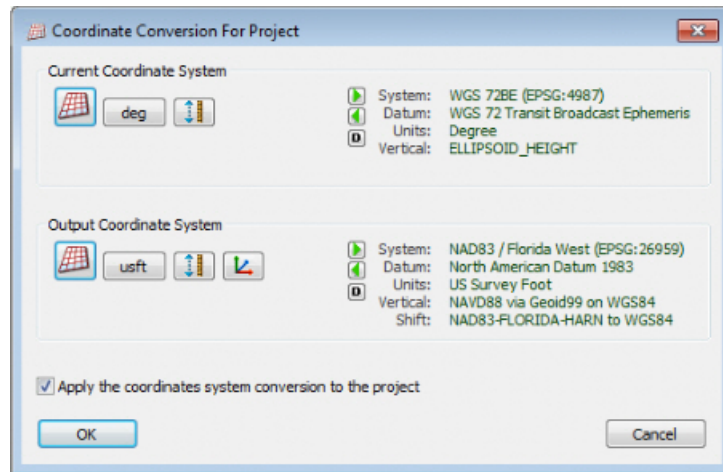 Coordinate Conversion For Project
Current Coordinate System
deg
System: WGS 72BE (EPSG:4987)
Datum: WGS 72 Transit Broadcast Ephemeris
D
Units: Degree
Vertical: ELLIPSOID_HEIGHT
Output Coordinate System
usft
System: NAD83 / Florida West (EPSG:26959)
Datum: North American Datum 1983
D
Units: US Survey Foot
Vertical: NAVD88 via Geoid99 on WGS84
Shift: NAD83-FLORIDA-HARN to WGS84
Apply the coordinates system conversion to the project
OK
Cancel